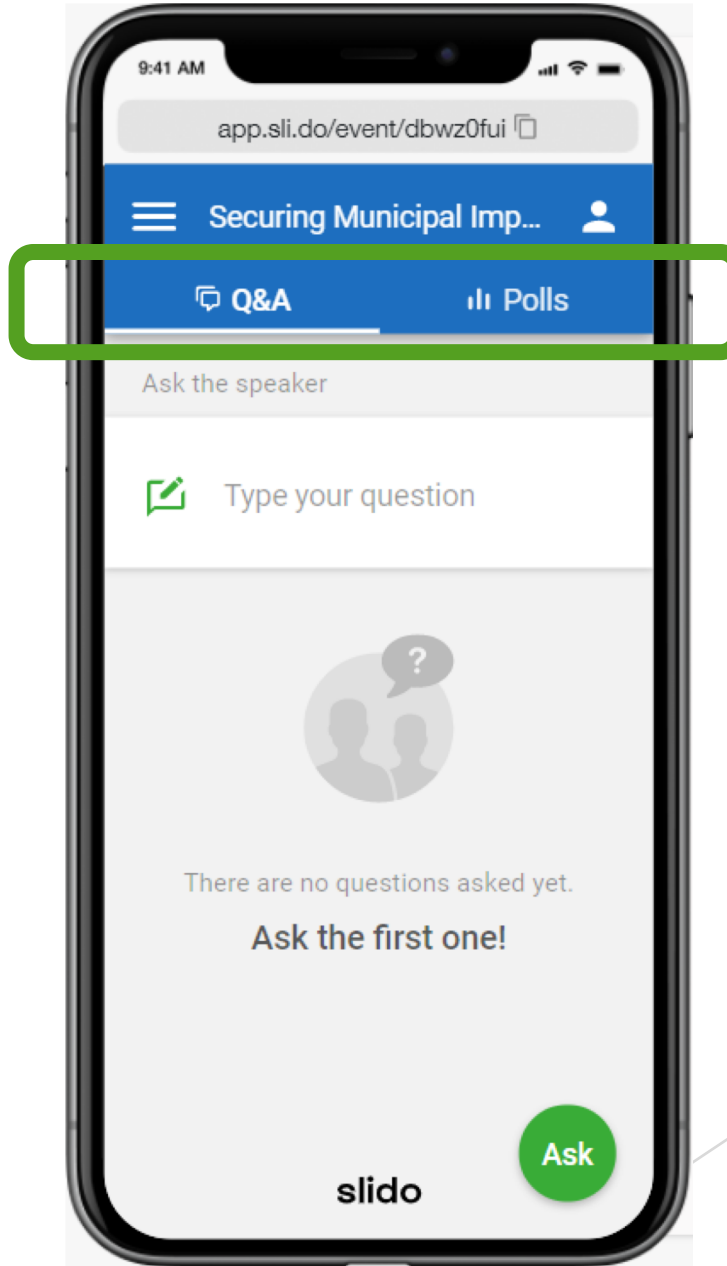 9:41 AM
app.sli.do/event/dbwz0fui
Securing Municipal Imp...
Q&A Polls
Ask the speaker
Type your question
?
There are no questions asked yet.
Ask the first one!
Ask
slido